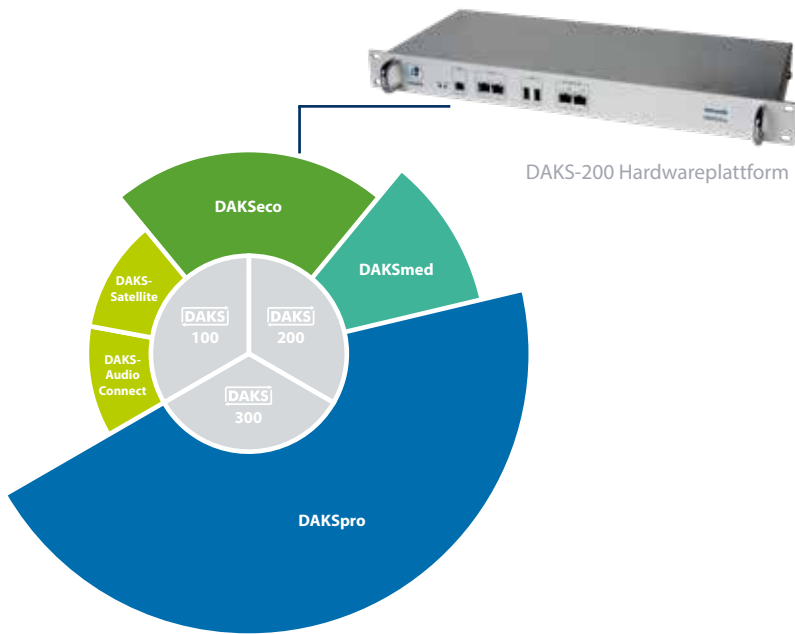 DAKS-200 Hardwareplattform
DAKSeco
DAKSmed
DAKS-
Satellite
DAKS-
Audio
Connect
DAKS
100
DAKS
200
DAKS
300
DAKSpro